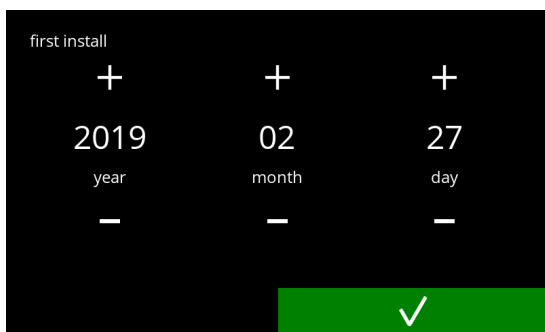 first install
+ + +
2019 02 27
year month day
- - -